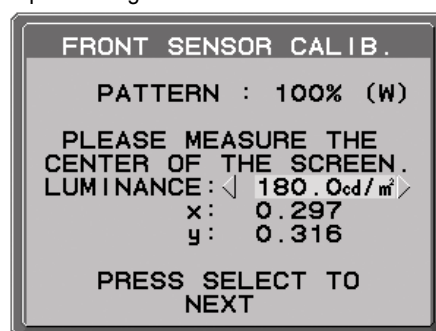 FRONT SENSOR CALIB.
PATTERN : 100% (W)
PLEASE MEASURE THE
CENTER OF THE SCREEN.
LUMINANCE: ◁ 180.0cd/㎡ ▷
x: 0.297
y: 0.316
PRESS SELECT TO
NEXT